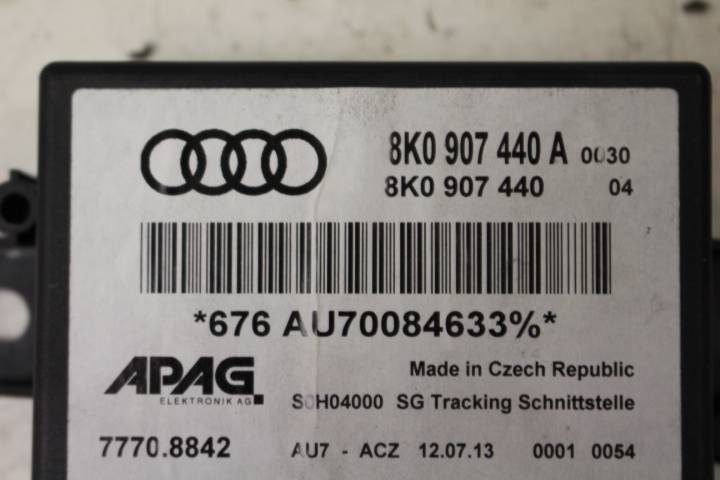 8K0 907 440 A 0030
8K0 907 440 04
*676 AU70084633%*
APAG
ELEKTRONIK AG
Made in Czech Republic
S0H04000 SG Tracking Schnittstelle
7770.8842
AU7 - ACZ 12.07.13 0001 0054